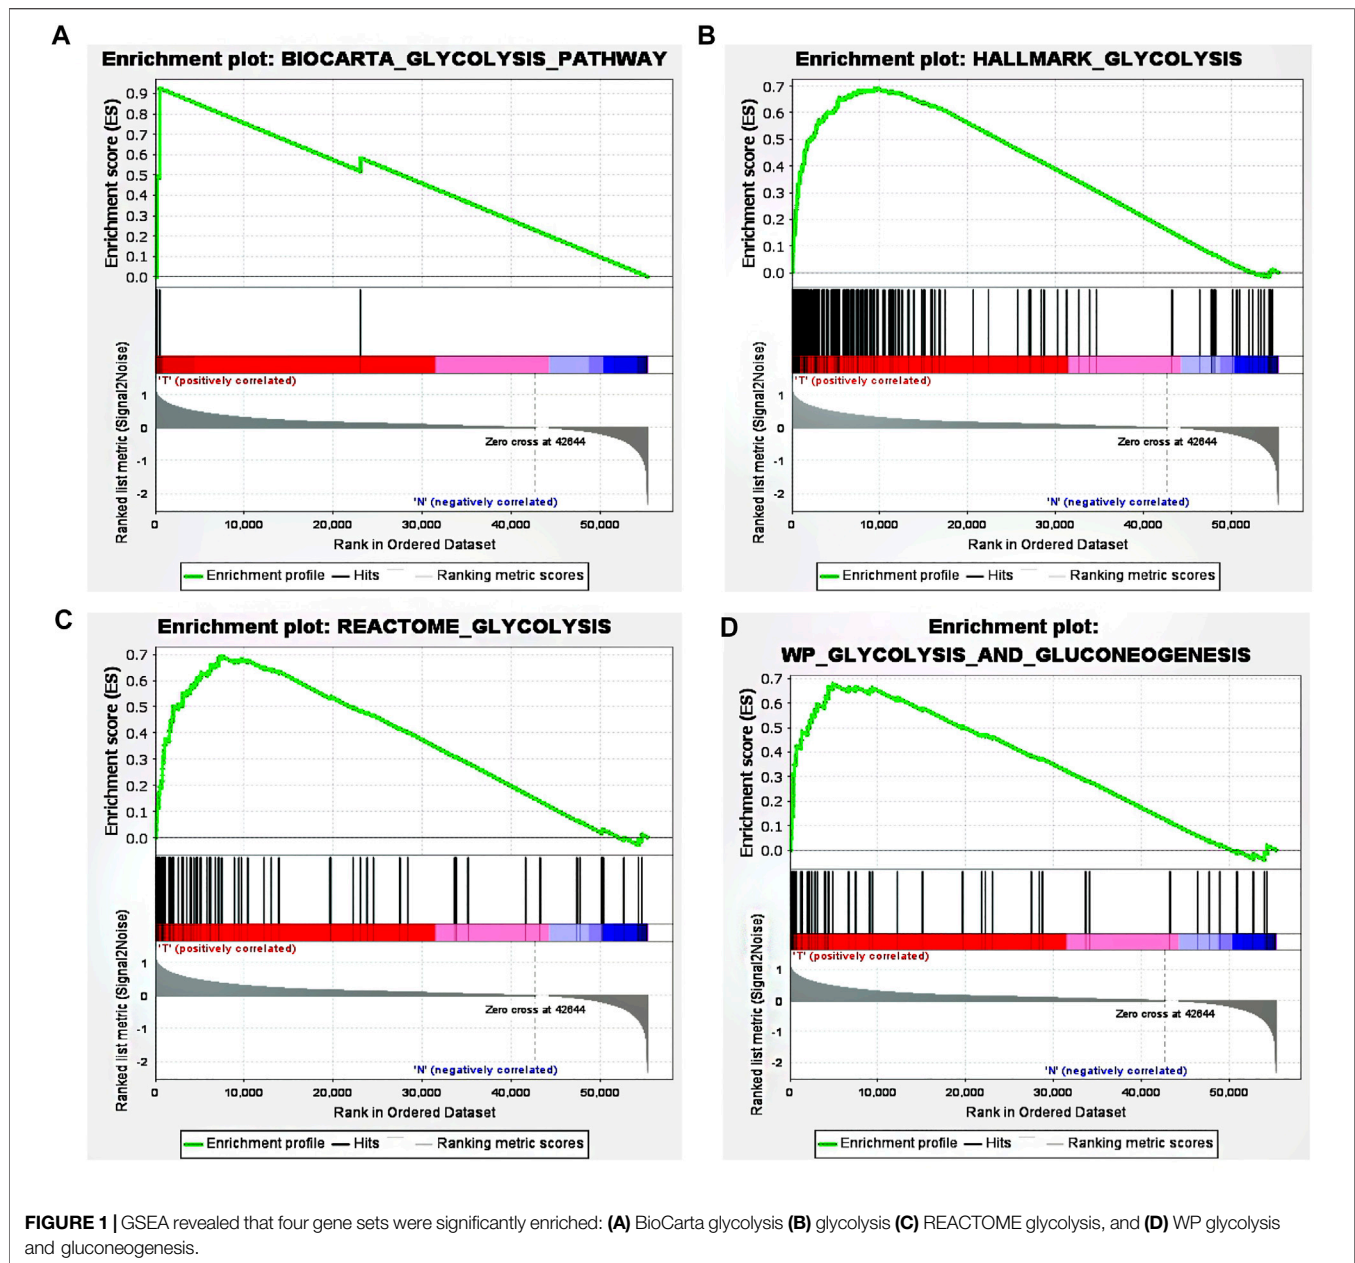 A
Enrichment plot: BIOCARTA_GLYCOLYSIS_PATHWAY
Enrichment score (ES)
0.9
0.8
0.7
0.6
0.5
0.4
0.3
0.2
0.1
0.0
Ranked list metric (Signal2Noise)
'T' (positively correlated)
1
0
-1
-2
Zero cross at 42644
'N' (negatively correlated)
0 10,000 20,000 30,000 40,000 50,000
Rank in Ordered Dataset
Enrichment profile Hits Ranking metric scores
B
Enrichment plot: HALLMARK_GLYCOLYSIS
Enrichment score (ES)
0.7
0.6
0.5
0.4
0.3
0.2
0.1
0.0
Ranked list metric (Signal2Noise)
'T' (positively correlated)
1
0
-1
-2
Zero cross at 42644
'N' (negatively correlated)
0 10,000 20,000 30,000 40,000 50,000
Rank in Ordered Dataset
Enrichment profile Hits Ranking metric scores
C
Enrichment plot: REACTOME_GLYCOLYSIS
Enrichment score (ES)
0.7
0.6
0.5
0.4
0.3
0.2
0.1
0.0
Ranked list metric (Signal2Noise)
'T' (positively correlated)
1
0
-1
-2
Zero cross at 42644
'N' (negatively correlated)
0 10,000 20,000 30,000 40,000 50,000
Rank in Ordered Dataset
Enrichment profile Hits Ranking metric scores
D
Enrichment plot:
WP_GLYCOLYSIS_AND_GLUCONEOGENESIS
Enrichment score (ES)
0.7
0.6
0.5
0.4
0.3
0.2
0.1
0.0
Ranked list metric (Signal2Noise)
'T' (positively correlated)
1
0
-1
-2
Zero cross at 42644
'N' (negatively correlated)
0 10,000 20,000 30,000 40,000 50,000
Rank in Ordered Dataset
Enrichment profile Hits Ranking metric scores
FIGURE 1 | GSEA revealed that four gene sets were significantly enriched: (A) BioCarta glycolysis (B) glycolysis (C) REACTOME glycolysis, and (D) WP glycolysis
and gluconeogenesis.